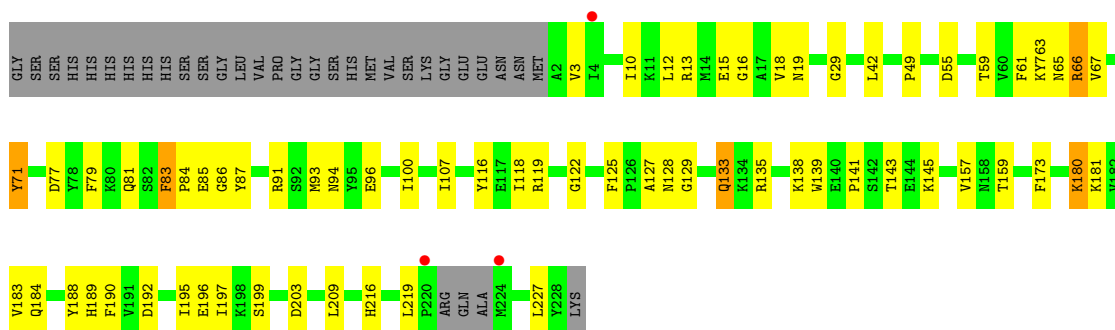 GLY SER SER HIS HIS HIS HIS HIS HIS SER SER GLY LEU VAL PRO GLY GLY SER HIS MET VAL SER LYS GLY GLU GLU ASN ASN MET A2 V3 I4 I10 K11 L12 R13 M14 E15 G16 A17 V18 N19 G29 L42 P49 D55 T59 V60 F61 KY763 N65 R66 V67
Y71 D77 Y78 F79 K80 Q81 S82 F83 P84 E85 G86 Y87 R91 S92 M93 N94 Y95 E96 I100 I107 Y116 E117 I118 R119 G122 F125 P126 A127 N128 G129 Q133 K134 R135 K138 W139 E140 P141 S142 T143 E144 K145 V157 N158 T159 F173 K180 K181 V182
V183 Q184 Y188 H189 F190 V191 D192 I195 E196 I197 K198 S199 D203 L209 H216 L219 P220 ARG GLN ALA M224 L227 Y228 LYS